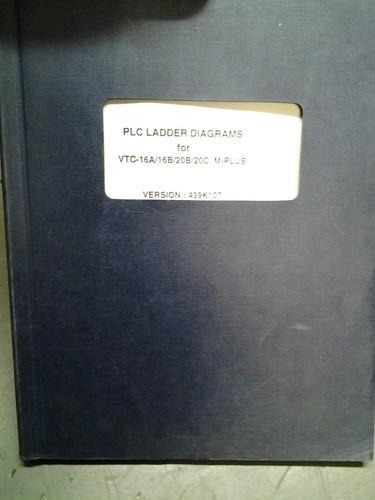 PLC LADDER DIAGRAMS
for
VTC-16A/16B/20B/20C M-PLUS
VERSION : 439K107